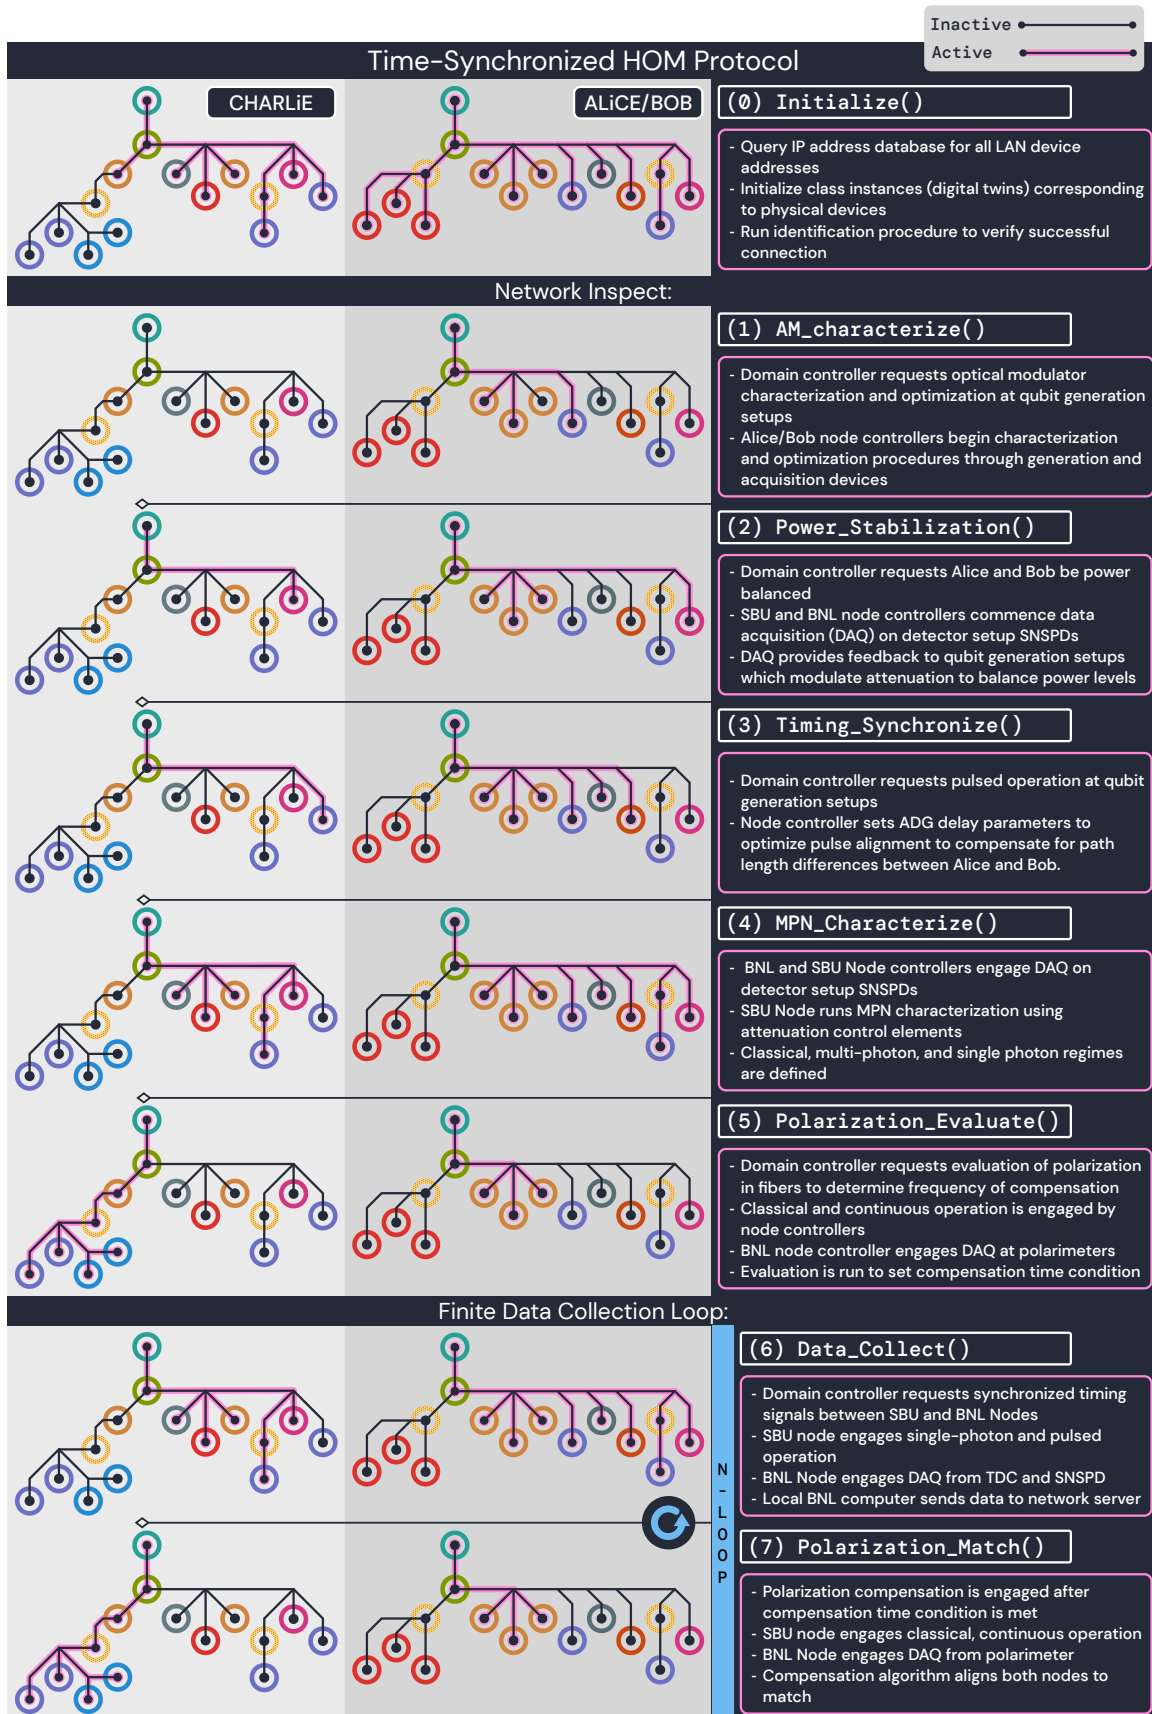 Inactive
Active
Time-Synchronized HOM Protocol
CHARLiE
ALiCE/BOB
(0) Initialize()
- Query IP address database for all LAN device
addresses
- Initialize class instances (digital twins) corresponding
to physical devices
- Run identification procedure to verify successful
connection
Network Inspect:
(1) AM_characterize()
- Domain controller requests optical modulator
characterization and optimization at qubit generation
setups
- Alice/Bob node controllers begin characterization
and optimization procedures through generation and
acquisition devices
(2) Power_Stabilization()
- Domain controller requests Alice and Bob be power
balanced
- SBU and BNL node controllers commence data
acquisition (DAQ) on detector setup SNSPDs
- DAQ provides feedback to qubit generation setups
which modulate attenuation to balance power levels
(3) Timing_Synchronize()
- Domain controller requests pulsed operation at qubit
generation setups
- Node controller sets ADG delay parameters to
optimize pulse alignment to compensate for path
length differences between Alice and Bob.
(4) MPN_Characterize()
- BNL and SBU Node controllers engage DAQ on
detector setup SNSPDs
- SBU Node runs MPN characterization using
attenuation control elements
- Classical, multi-photon, and single photon regimes
are defined
(5) Polarization_Evaluate()
- Domain controller requests evaluation of polarization
in fibers to determine frequency of compensation
- Classical and continuous operation is engaged by
node controllers
- BNL node controller engages DAQ at polarimeters
- Evaluation is run to set compensation time condition
Finite Data Collection Loop:
N-LOOP
(6) Data_Collect()
- Domain controller requests synchronized timing
signals between SBU and BNL Nodes
- SBU node engages single-photon and pulsed
operation
- BNL Node engages DAQ from TDC and SNSPD
- Local BNL computer sends data to network server
(7) Polarization_Match()
- Polarization compensation is engaged after
compensation time condition is met
- SBU node engages classical, continuous operation
- BNL Node engages DAQ from polarimeter
- Compensation algorithm aligns both nodes to
match